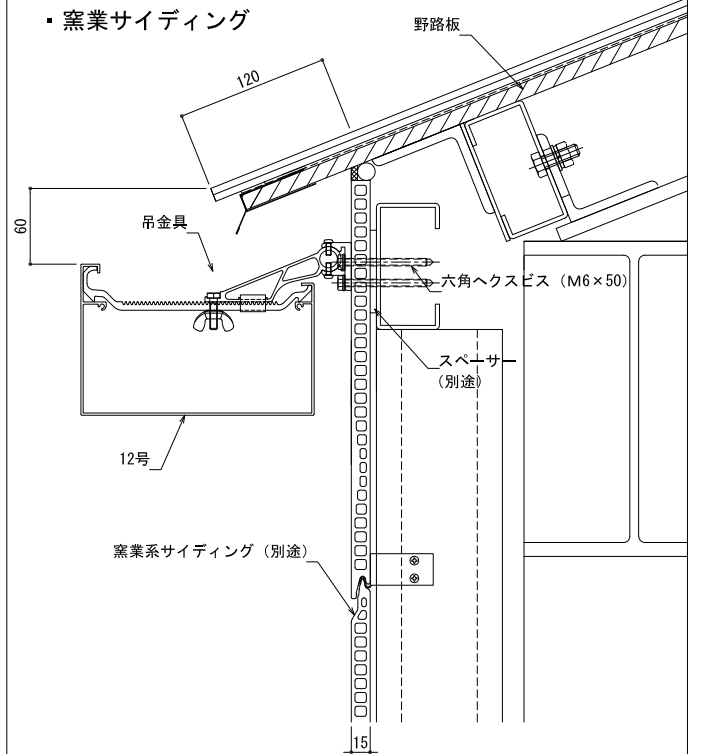 ・窯業サイディング
野路板
120
60
吊金具
六角ヘクスビス（M6×50）
スペーサー
（別途）
12号
窯業系サイディング（別途）
15